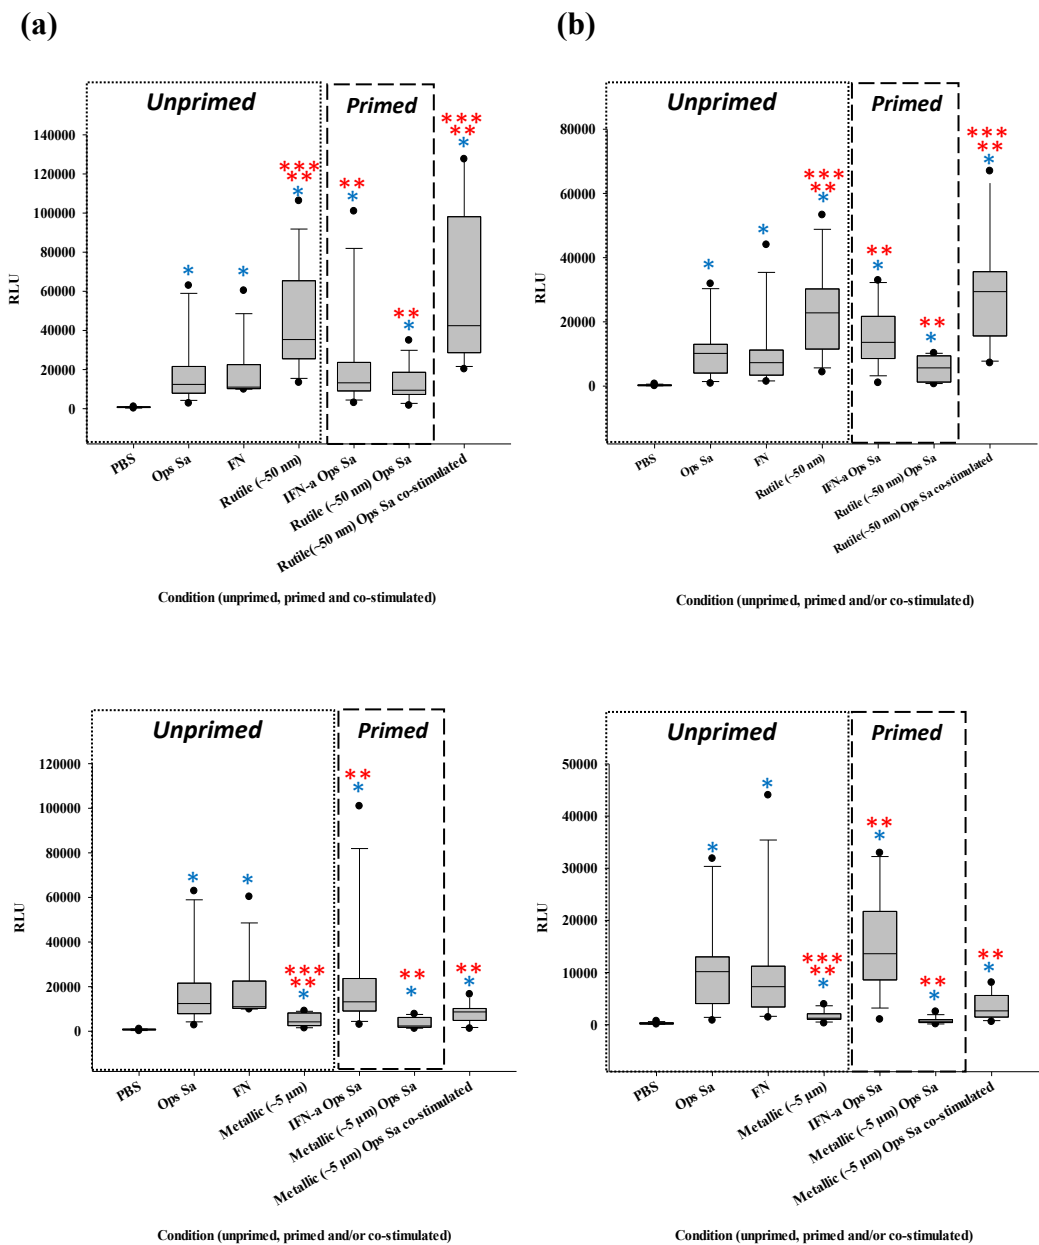 (a)
(b)
Unprimed
Primed
140000
120000
100000
80000
60000
40000
20000
0
RLU
***
**
*
*
*
**
*
**
*
***
**
*
PBS
Ops Sa
FN
Rutile (~50 nm)
IFN-a Ops Sa
Rutile (~50 nm) Ops Sa
Rutile(~50 nm) Ops Sa co-stimulated
Condition (unprimed, primed and co-stimulated)
Unprimed
Primed
80000
60000
40000
20000
0
RLU
*
*
***
**
*
**
*
**
*
***
**
*
PBS
Ops Sa
FN
Rutile (~50 nm)
IFN-a Ops Sa
Rutile (~50 nm) Ops Sa
Rutile(~50 nm) Ops Sa co-stimulated
Condition (unprimed, primed and/or co-stimulated)
Unprimed
Primed
120000
100000
80000
60000
40000
20000
0
RLU
*
*
***
**
*
**
*
**
*
**
*
PBS
Ops Sa
FN
Metallic (~5 µm)
IFN-a Ops Sa
Metallic (~5 µm) Ops Sa
Metallic (~5 µm) Ops Sa co-stimulated
Condition (unprimed, primed and/or co-stimulated)
Unprimed
Primed
50000
40000
30000
20000
10000
0
RLU
*
*
***
**
*
**
*
**
*
**
*
PBS
Ops Sa
FN
Metallic (~5 µm)
IFN-a Ops Sa
Metallic (~5 µm) Ops Sa
Metallic (~5 µm) Ops Sa co-stimulated
Condition (unprimed, primed and/or co-stimulated)